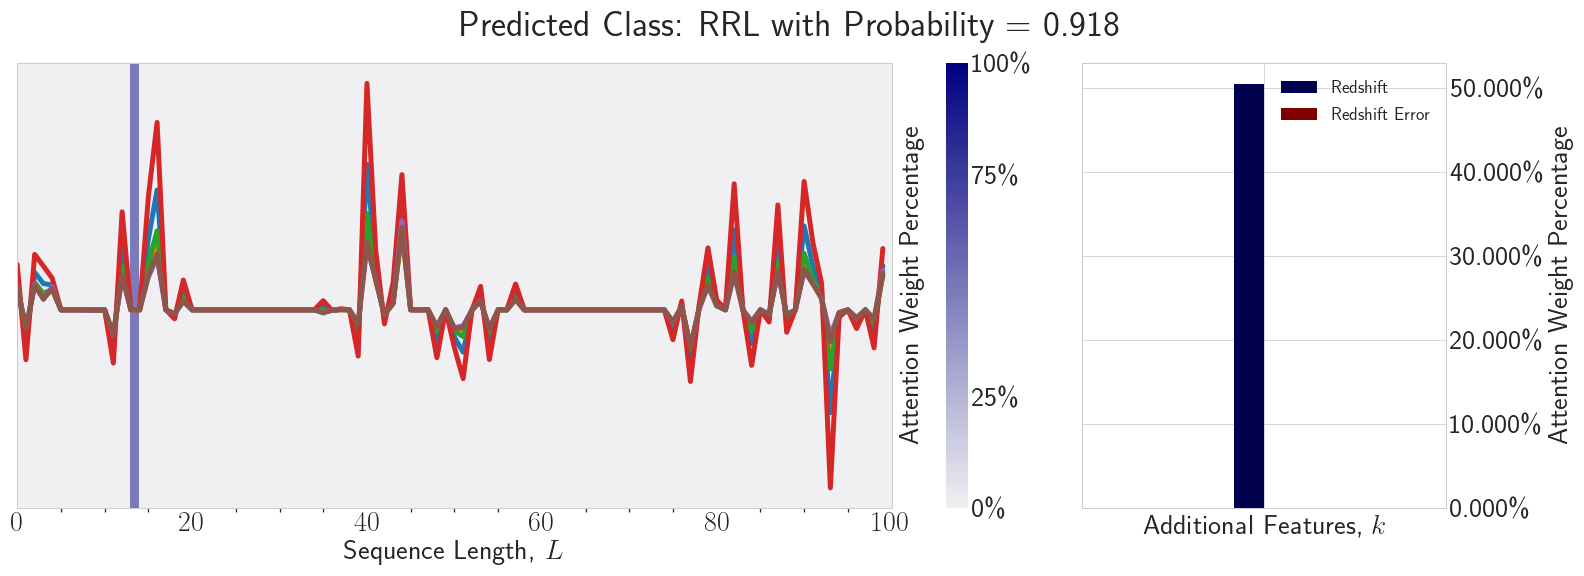 Predicted Class: RRL with Probability = 0.918
0
20
40
60
80
100
Sequence Length, L
100%
75%
25%
0%
Attention Weight Percentage
Redshift
Redshift Error
50.000%
40.000%
30.000%
20.000%
10.000%
0.000%
Attention Weight Percentage
Additional Features, k